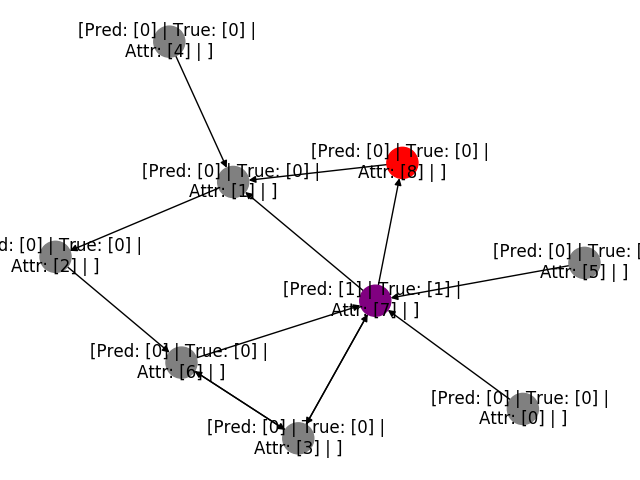 [Pred: [0] | True: [0] |
Attr: [4] | ]
[Pred: [0] | True: [0] |
Attr: [8] | ]
[Pred: [0] | True: [0] |
Attr: [1] | ]
d: [0] | True: [0] |
Attr: [2] | ]
[Pred: [0] | True: [
Attr: [5] | ]
[Pred: [1] | True: [1] |
Attr: [7] | ]
[Pred: [0] | True: [0] |
Attr: [6] | ]
[Pred: [0] | True: [0] |
Attr: [0] | ]
[Pred: [0] | True: [0] |
Attr: [3] | ]